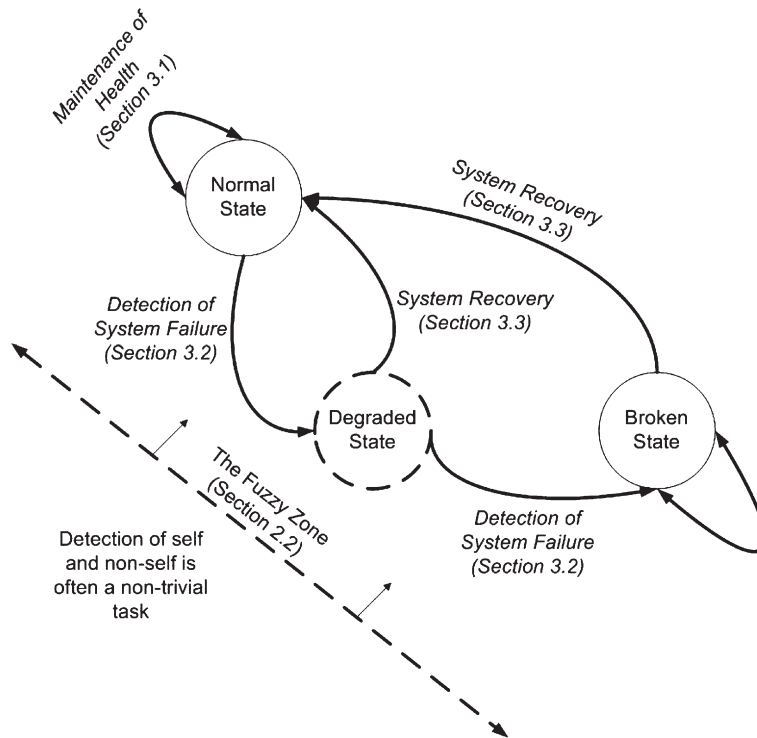 Maintenance of
Health
(Section 3.1)
Normal
State
System Recovery
(Section 3.3)
Detection of
System Failure
(Section 3.2)
System Recovery
(Section 3.3)
Degraded
State
Broken
State
The Fuzzy Zone
(Section 2.2)
Detection of
System Failure
(Section 3.2)
Detection of self
and non-self is
often a non-trivial
task